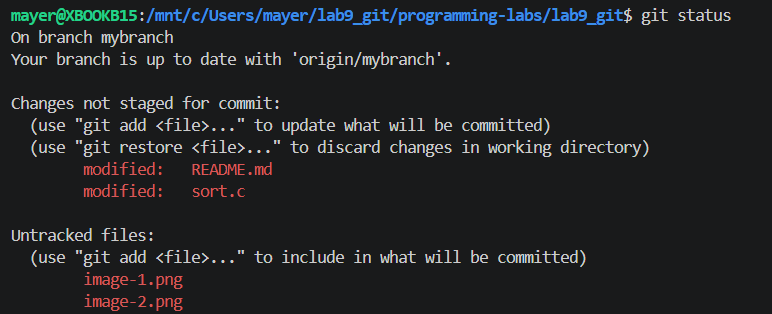 mayer@XBOOKB15:/mnt/c/Users/mayer/lab9_git/programming-labs/lab9_git$ git status
On branch mybranch
Your branch is up to date with 'origin/mybranch'.
Changes not staged for commit:
(use "git add <file>..." to update what will be committed)
(use "git restore <file>..." to discard changes in working directory)
modified: README.md
modified: sort.c
Untracked files:
(use "git add <file>..." to include in what will be committed)
image-1.png
image-2.png